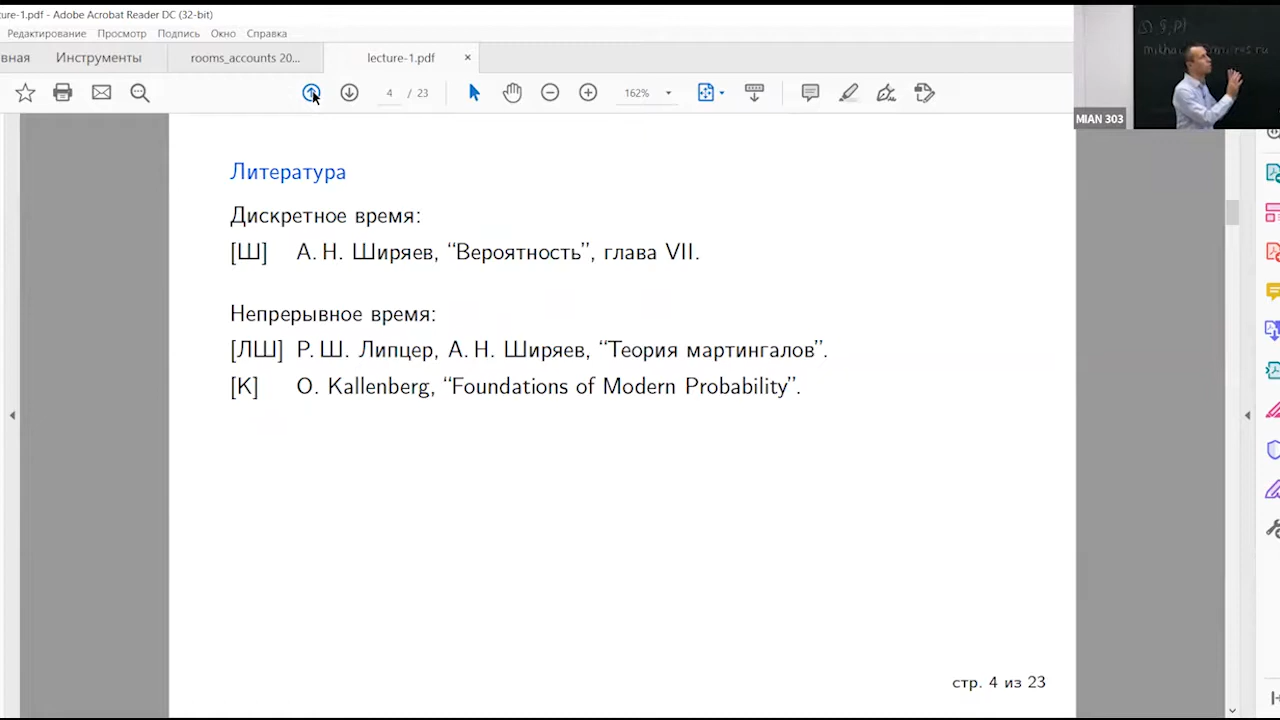 ure-1.pdf - Adobe Acrobat Reader DC (32-bit)
Редактирование Просмотр Подпись Окно Справка
вная Инструменты rooms_accounts 20... lecture-1.pdf ×
4 / 23 162%
MIAN 303
Литература
Дискретное время:
[Ш] А. Н. Ширяев, “Вероятность”, глава VII.
Непрерывное время:
[ЛШ] Р. Ш. Липцер, А. Н. Ширяев, “Теория мартингалов”.
[K] O. Kallenberg, “Foundations of Modern Probability”.
стр. 4 из 23